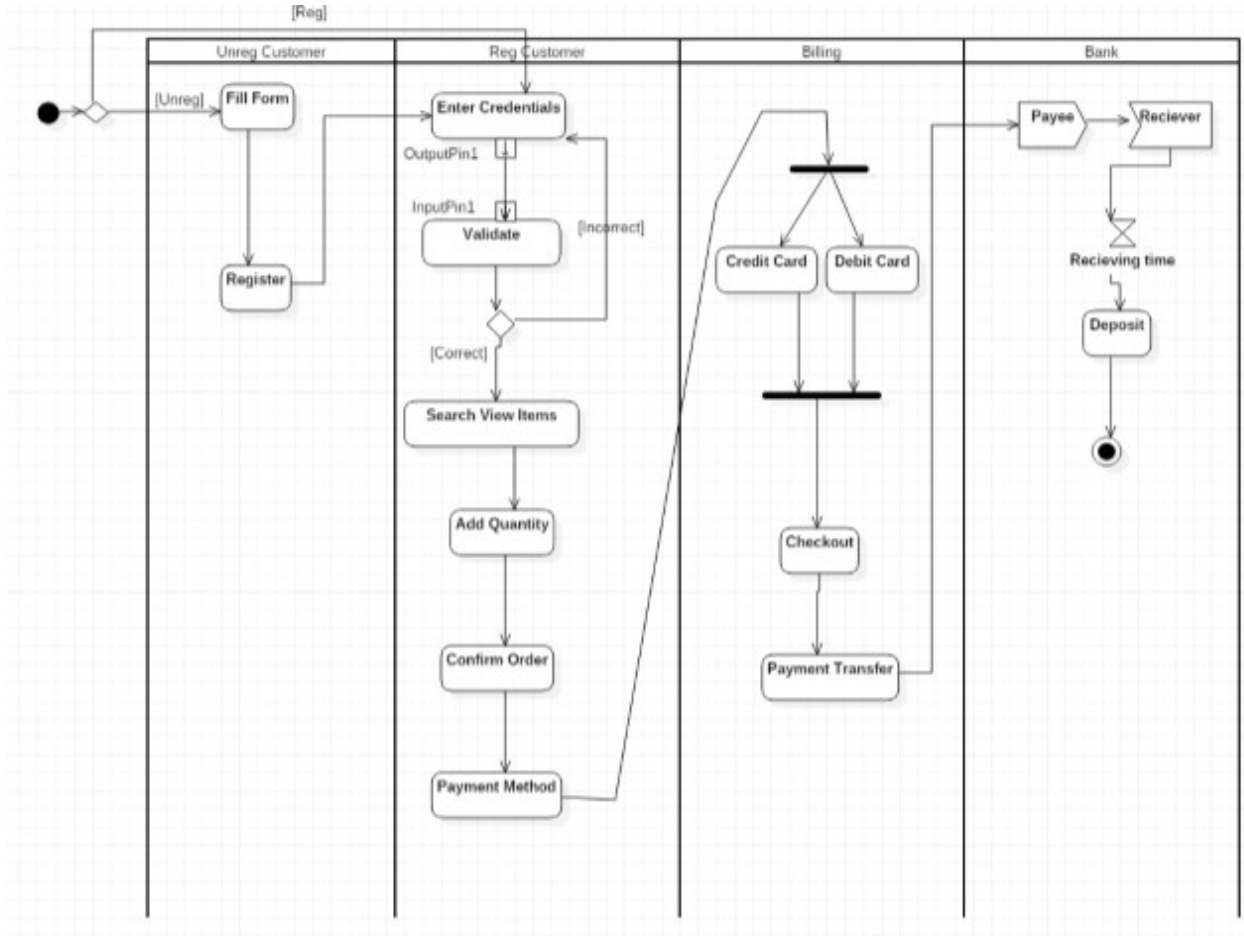 [Reg]
Unreg Customer
Reg Customer
Billing
Bank
[Unreg]
Fill Form
Enter Credentials
Payee
Reciever
OutputPin1
InputPin1
Validate
[Incorrect]
Credit Card
Debit Card
Recieving time
Register
Deposit
[Correct]
Search View Items
Add Quantity
Checkout
Confirm Order
Payment Transfer
Payment Method